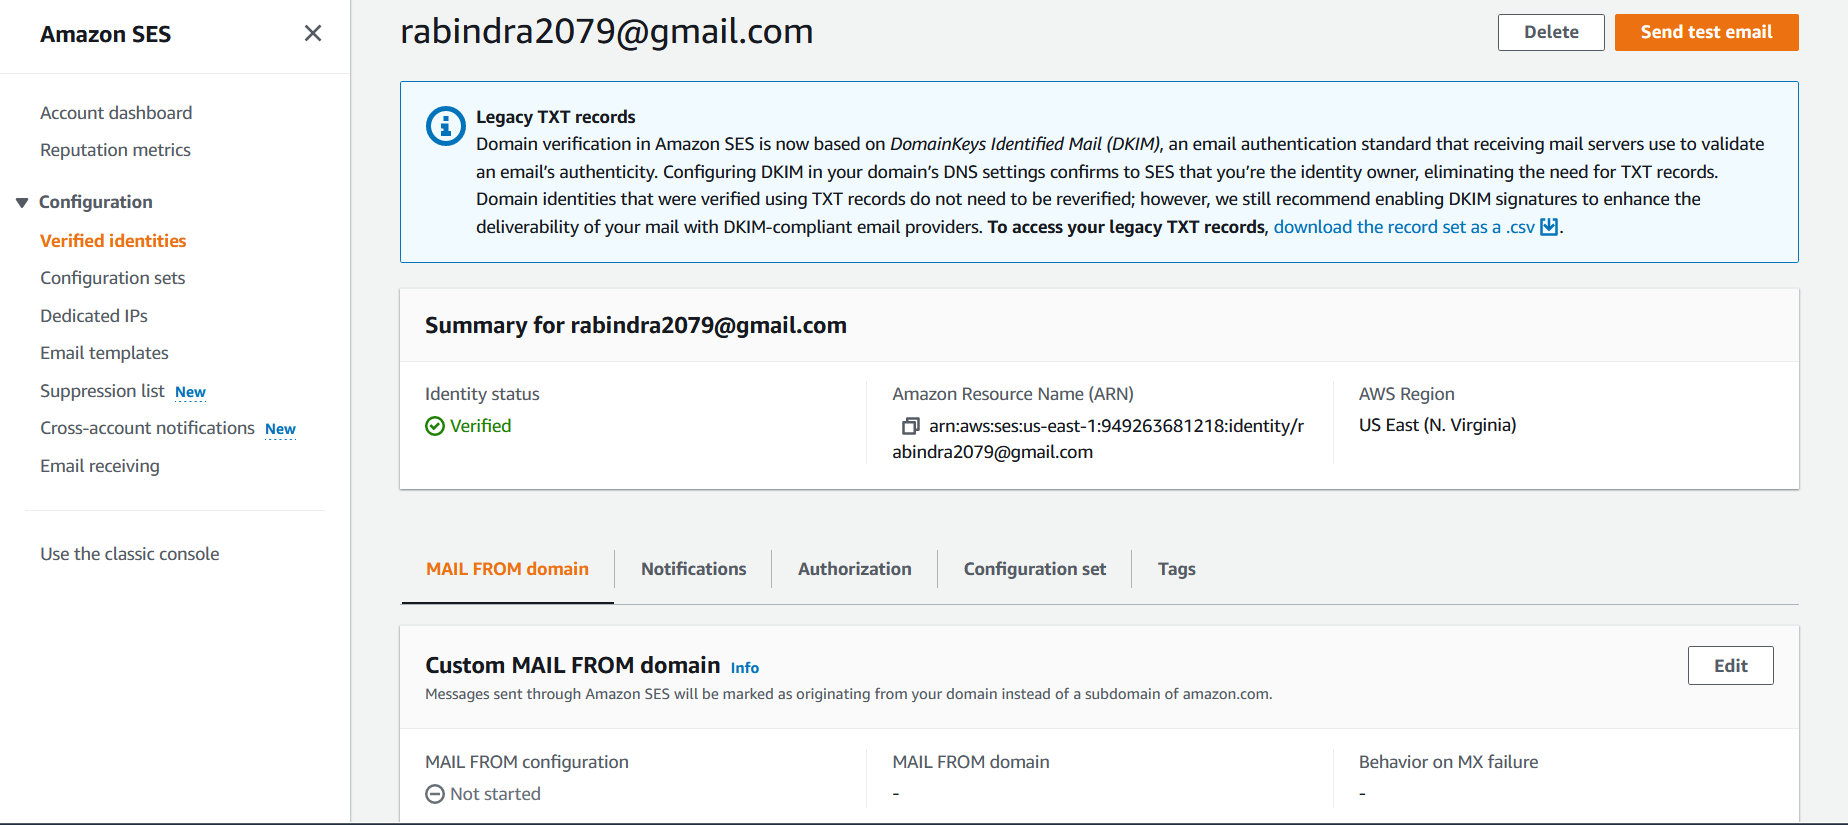 Amazon SES
Account dashboard
Reputation metrics
Configuration
Verified identities
Configuration sets
Dedicated IPs
Email templates
Suppression list New
Cross-account notifications New
Email receiving
Use the classic console
rabindra2079@gmail.com
Delete
Send test email
Legacy TXT records
Domain verification in Amazon SES is now based on DomainKeys Identified Mail (DKIM), an email authentication standard that receiving mail servers use to validate
an email’s authenticity. Configuring DKIM in your domain’s DNS settings confirms to SES that you’re the identity owner, eliminating the need for TXT records.
Domain identities that were verified using TXT records do not need to be reverified; however, we still recommend enabling DKIM signatures to enhance the
deliverability of your mail with DKIM-compliant email providers. To access your legacy TXT records, download the record set as a .csv .
Summary for rabindra2079@gmail.com
Identity status
Verified
Amazon Resource Name (ARN)
arn:aws:ses:us-east-1:949263681218:identity/r
abindra2079@gmail.com
AWS Region
US East (N. Virginia)
MAIL FROM domain
Notifications
Authorization
Configuration set
Tags
Custom MAIL FROM domain Info
Messages sent through Amazon SES will be marked as originating from your domain instead of a subdomain of amazon.com.
Edit
MAIL FROM configuration
Not started
MAIL FROM domain
-
Behavior on MX failure
-